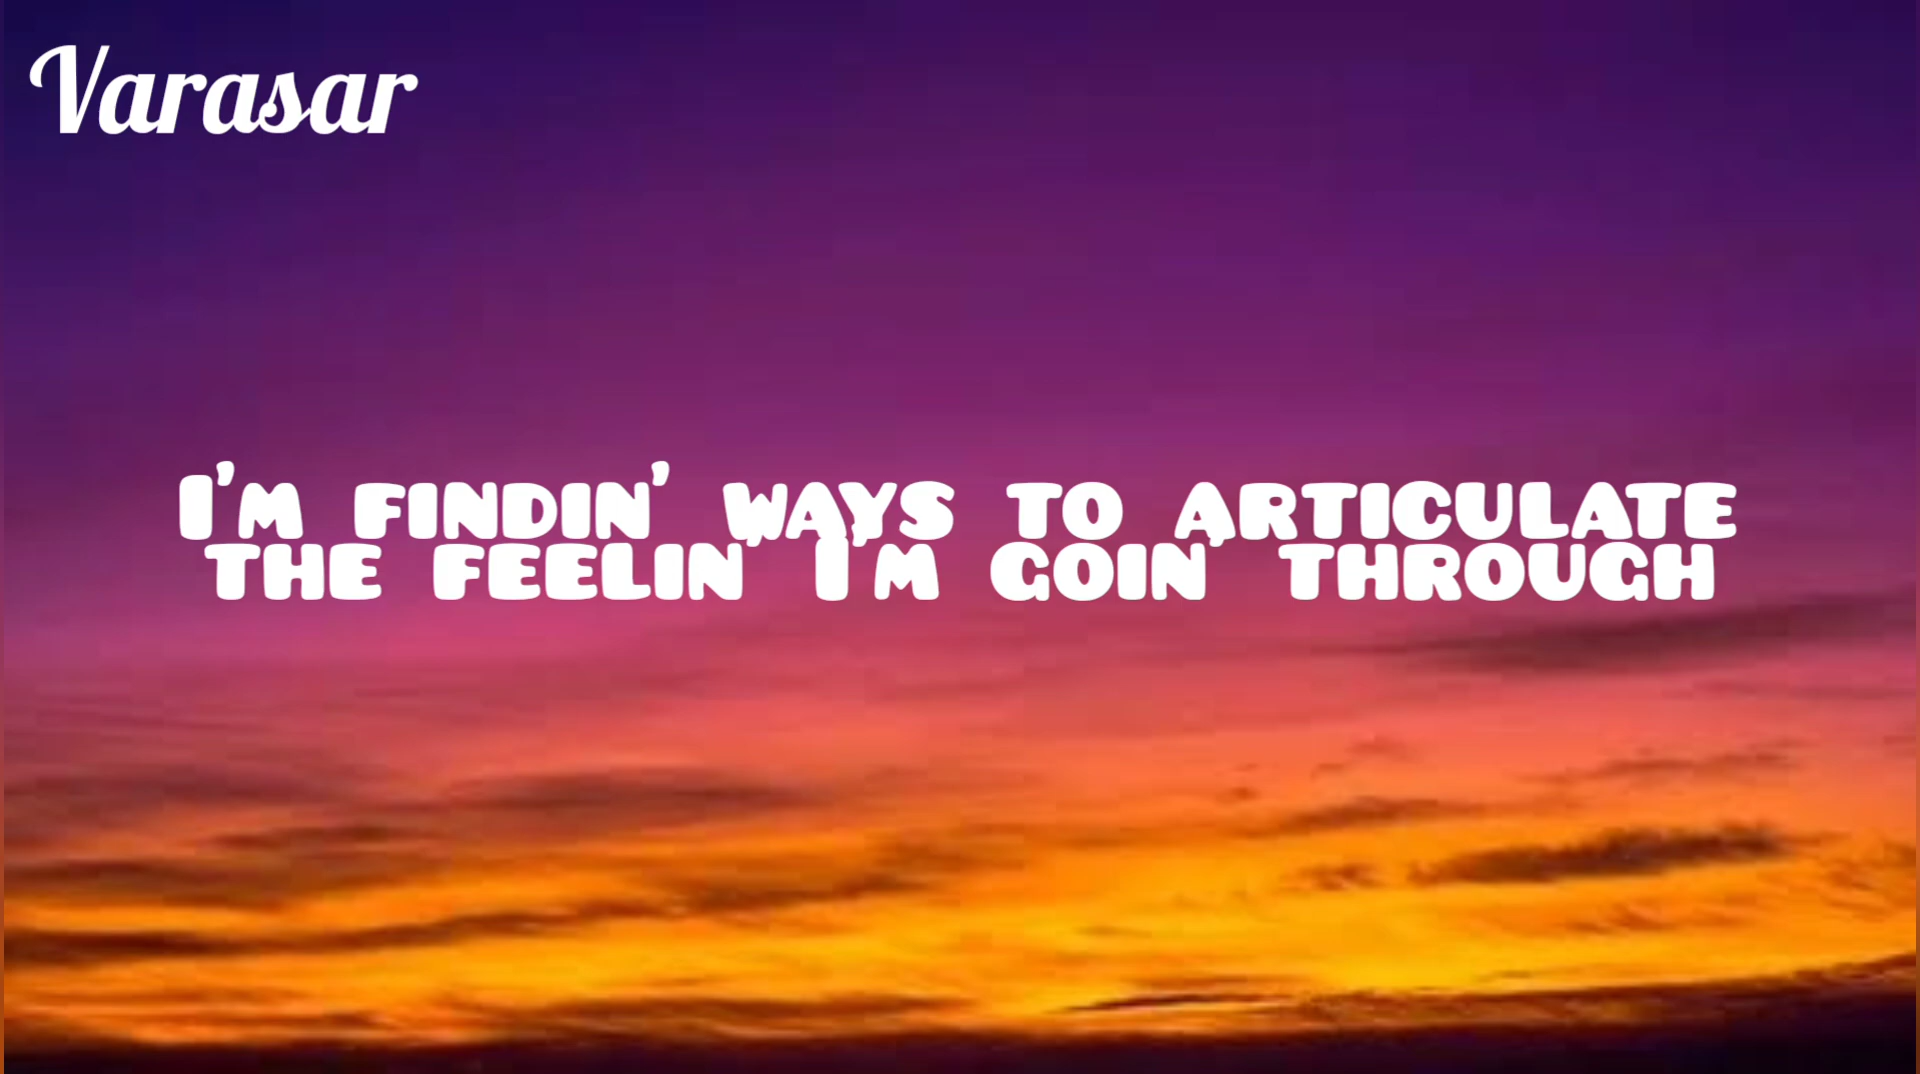 Varasar
I'M FINDIN' WAYS TO ARTICULATE
THE FEELIN' I'M GOIN' THROUGH